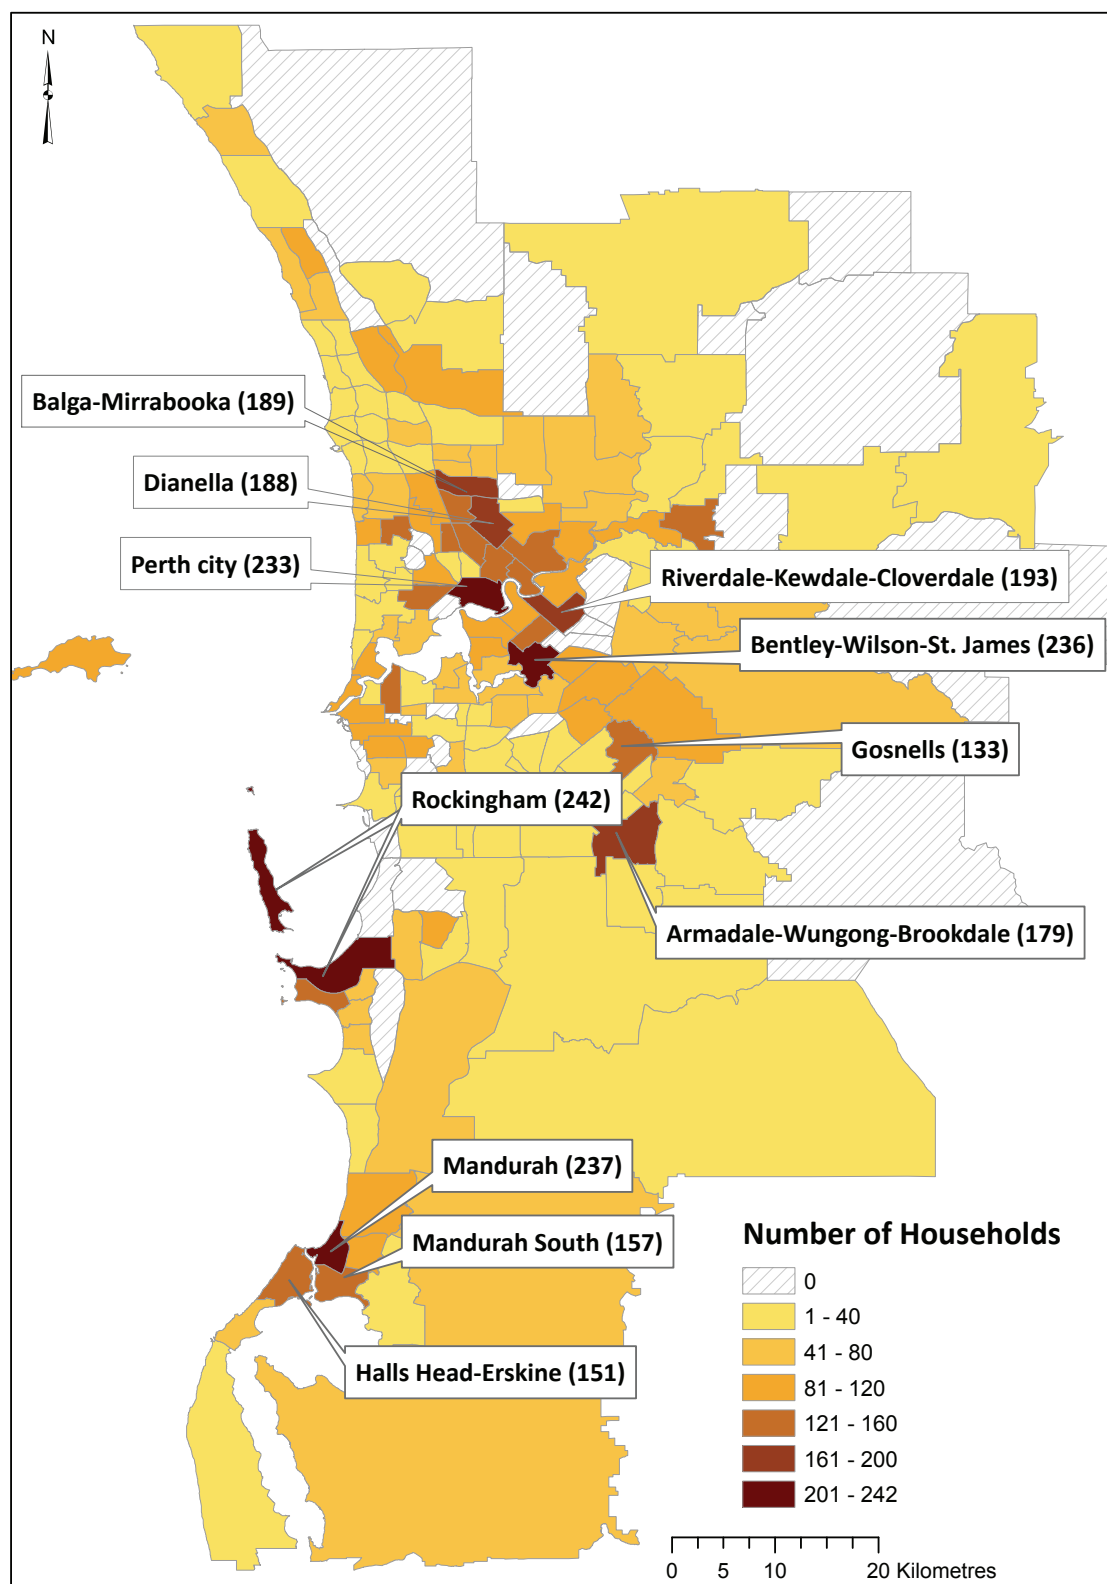 N
Balga-Mirrabooka (189)
Dianella (188)
Perth city (233)
Riverdale-Kewdale-Cloverdale (193)
Bentley-Wilson-St. James (236)
Gosnells (133)
Rockingham (242)
Armadale-Wungong-Brookdale (179)
Mandurah (237)
Mandurah South (157)
Halls Head-Erskine (151)
Number of Households
0
1 - 40
41 - 80
81 - 120
121 - 160
161 - 200
201 - 242
0 5 10 20 Kilometres